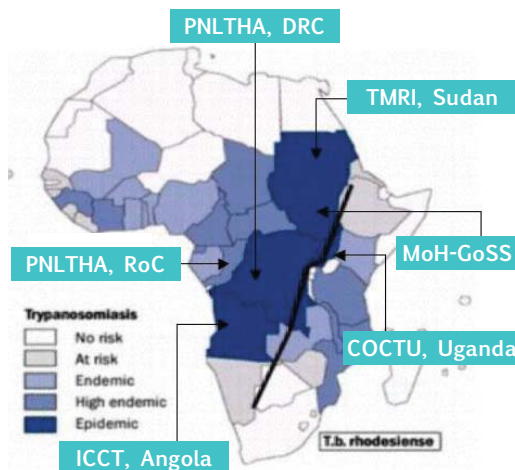 PNLTHA, DRC
TMRI, Sudan
MoH-GoSS
PNLTHA, RoC
Trypanosomiasis
No risk
At risk
Endemic
High endemic
Epidemic
COCTU, Uganda
T.b. rhodesiense
ICCT, Angola